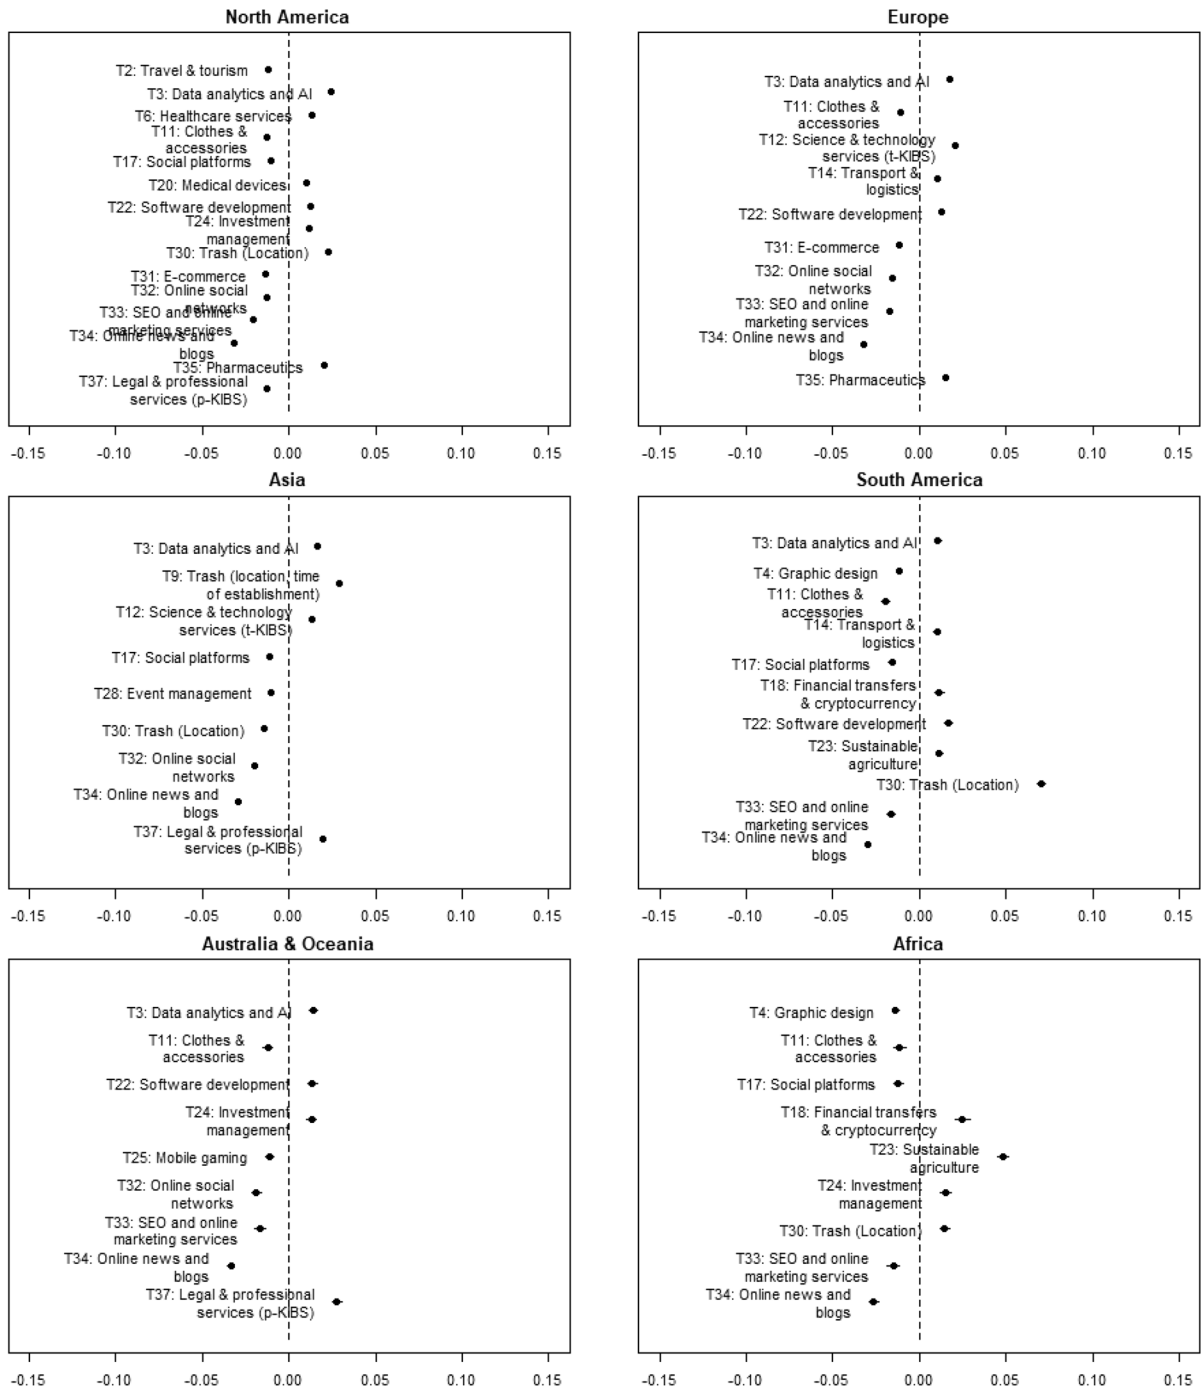 North America
T2: Travel & tourism
T3: Data analytics and AI
T6: Healthcare services
T11: Clothes &
accessories
T17: Social platforms
T20: Medical devices
T22: Software development
T24: Investment
management
T30: Trash (Location)
T31: E-commerce
T32: Online social
networks
T33: SEO and online
marketing services
T34: Online news and
blogs
T35: Pharmaceutics
T37: Legal & professional
services (p-KIBS)
-0.15 -0.10 -0.05 0.00 0.05 0.10 0.15
Europe
T3: Data analytics and AI
T11: Clothes &
accessories
T12: Science & technology
services (t-KIBS)
T14: Transport &
logistics
T22: Software development
T31: E-commerce
T32: Online social
networks
T33: SEO and online
marketing services
T34: Online news and
blogs
T35: Pharmaceutics
-0.15 -0.10 -0.05 0.00 0.05 0.10 0.15
Asia
T3: Data analytics and AI
T9: Trash (location, time
of establishment)
T12: Science & technology
services (t-KIBS)
T17: Social platforms
T28: Event management
T30: Trash (Location)
T32: Online social
networks
T34: Online news and
blogs
T37: Legal & professional
services (p-KIBS)
-0.15 -0.10 -0.05 0.00 0.05 0.10 0.15
South America
T3: Data analytics and AI
T4: Graphic design
T11: Clothes &
accessories
T14: Transport &
logistics
T17: Social platforms
T18: Financial transfers
& cryptocurrency
T22: Software development
T23: Sustainable
agriculture
T30: Trash (Location)
T33: SEO and online
marketing services
T34: Online news and
blogs
-0.15 -0.10 -0.05 0.00 0.05 0.10 0.15
Australia & Oceania
T3: Data analytics and AI
T11: Clothes &
accessories
T22: Software development
T24: Investment
management
T25: Mobile gaming
T32: Online social
networks
T33: SEO and online
marketing services
T34: Online news and
blogs
T37: Legal & professional
services (p-KIBS)
-0.15 -0.10 -0.05 0.00 0.05 0.10 0.15
Africa
T4: Graphic design
T11: Clothes &
accessories
T17: Social platforms
T18: Financial transfers
& cryptocurrency
T23: Sustainable
agriculture
T24: Investment
management
T30: Trash (Location)
T33: SEO and online
marketing services
T34: Online news and
blogs
-0.15 -0.10 -0.05 0.00 0.05 0.10 0.15